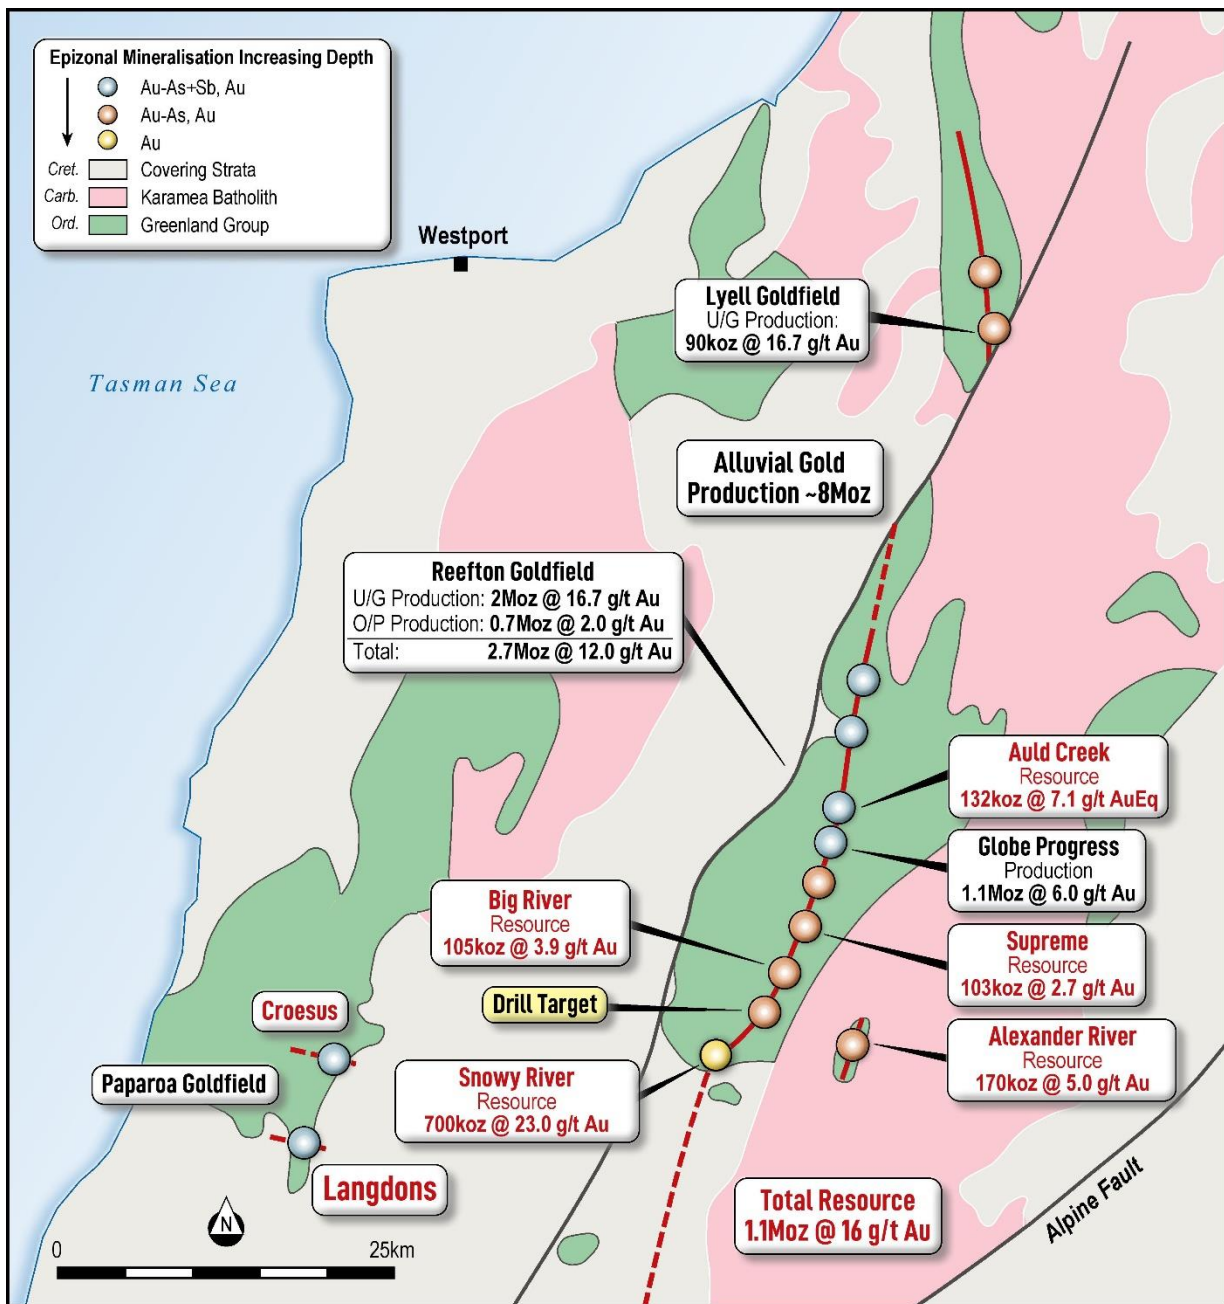 Epizonal Mineralisation Increasing Depth
Au-As+Sb, Au
Au-As, Au
Au
Cret. Covering Strata
Carb. Karamea Batholith
Ord. Greenland Group
Westport
Tasman Sea
Lyell Goldfield
U/G Production:
90koz @ 16.7 g/t Au
Alluvial Gold
Production ~8Moz
Reefton Goldfield
U/G Production: 2Moz @ 16.7 g/t Au
O/P Production: 0.7Moz @ 2.0 g/t Au
Total: 2.7Moz @ 12.0 g/t Au
Auld Creek
Resource
132koz @ 7.1 g/t AuEq
Globe Progress
Production
1.1Moz @ 6.0 g/t Au
Big River
Resource
105koz @ 3.9 g/t Au
Supreme
Resource
103koz @ 2.7 g/t Au
Drill Target
Croesus
Alexander River
Resource
170koz @ 5.0 g/t Au
Paparoa Goldfield
Snowy River
Resource
700koz @ 23.0 g/t Au
Langdons
Total Resource
1.1Moz @ 16 g/t Au
Alpine Fault
N
0 25km